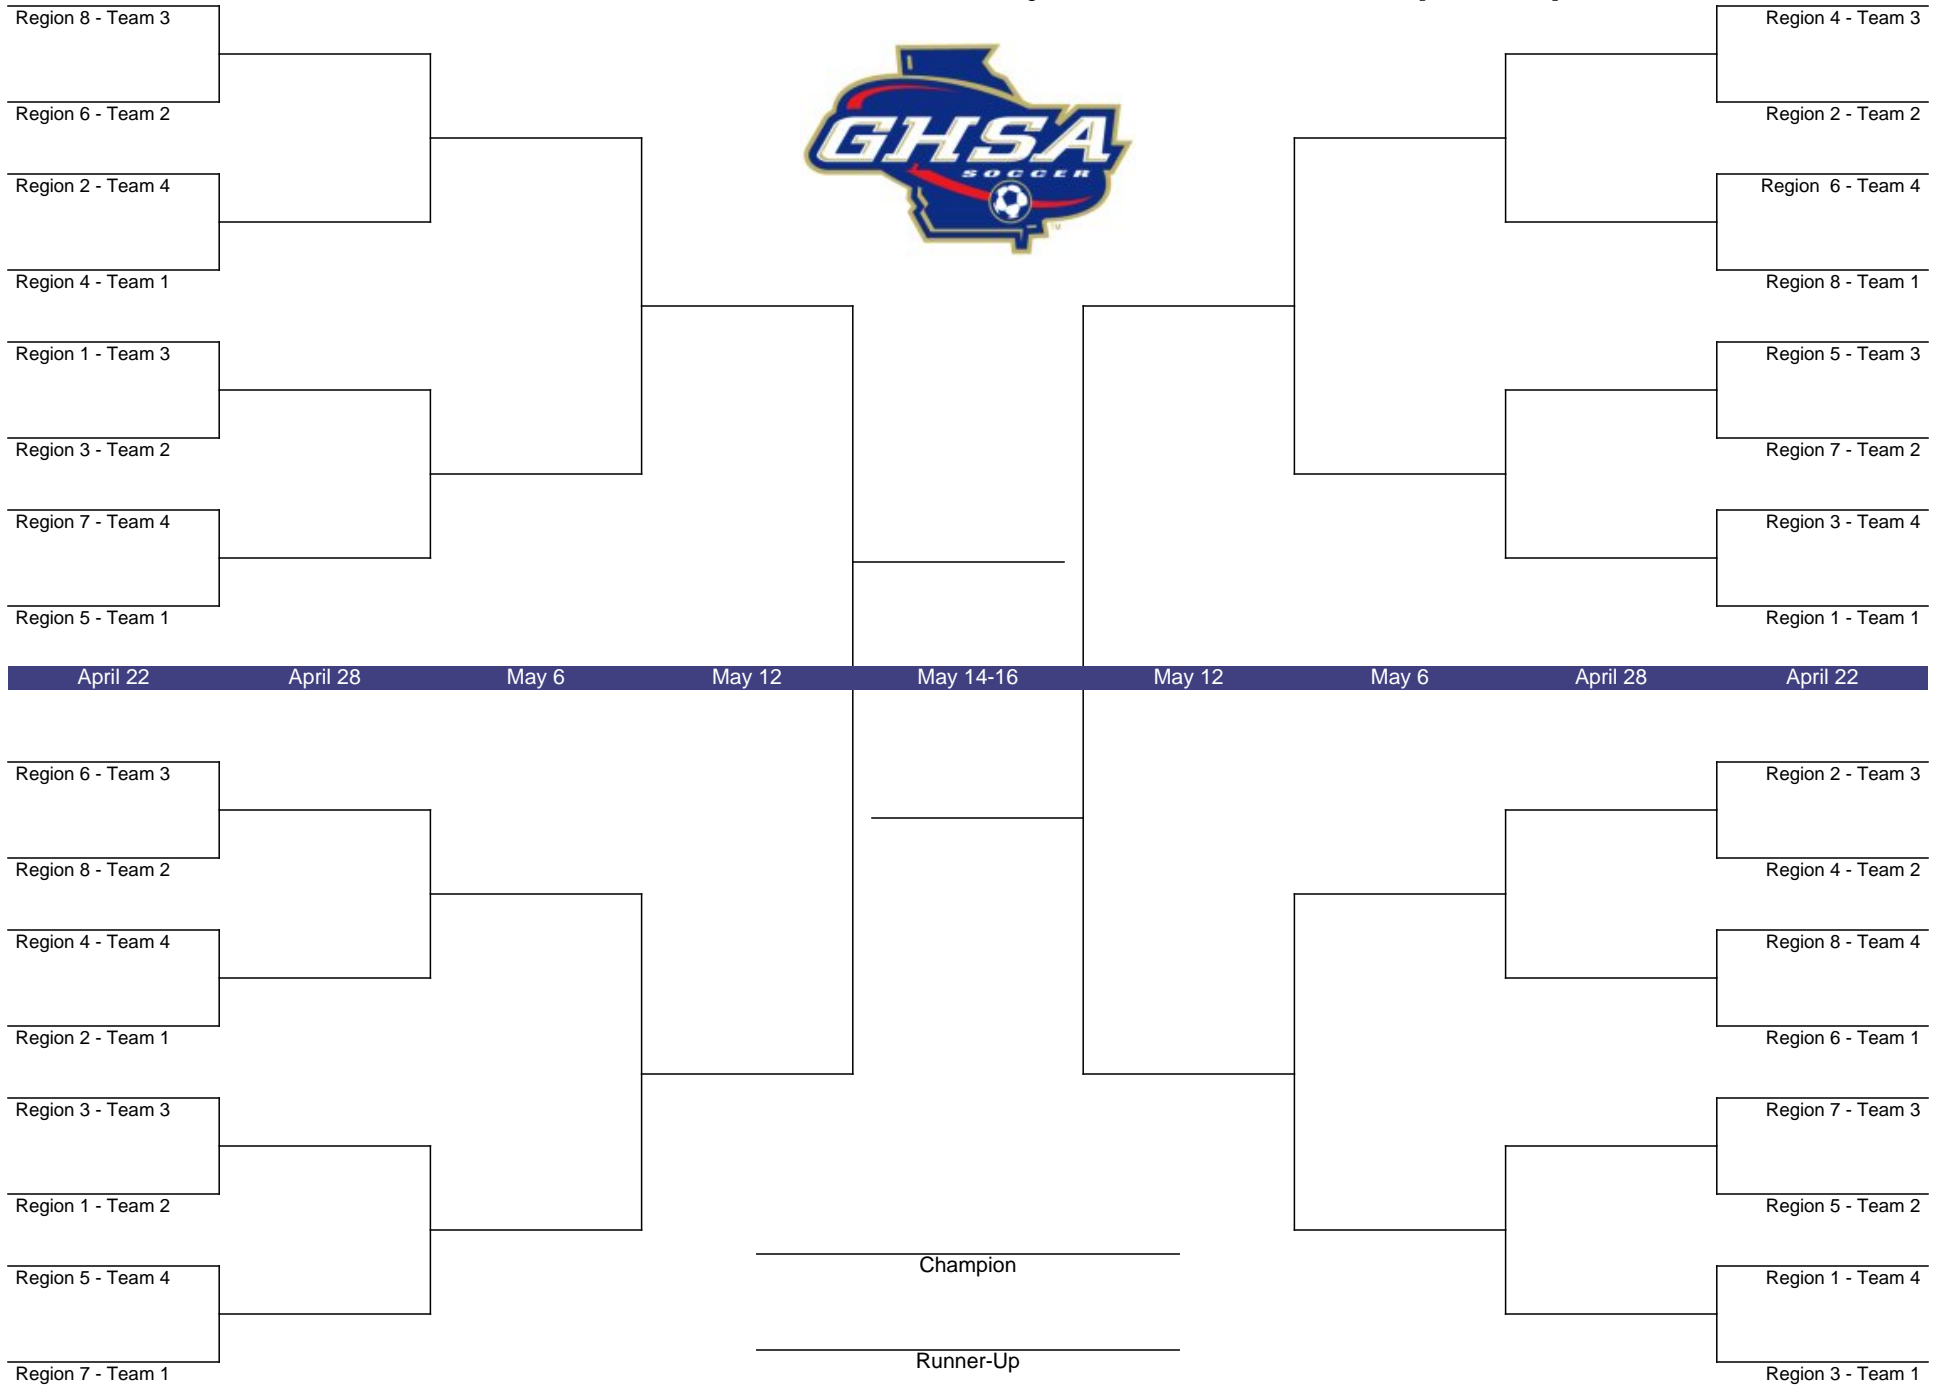 Region 8 - Team 3
Region 4 - Team 3
Region 6 - Team 2
Region 2 - Team 2
GHSA
SOCCER
TM
Region 2 - Team 4
Region  6 - Team 4
Region 4 - Team 1
Region 8 - Team 1
Region 1 - Team 3
Region 5 - Team 3
Region 3 - Team 2
Region 7 - Team 2
Region 7 - Team 4
Region 3 - Team 4
Region 5 - Team 1
Region 1 - Team 1
April 22 April 28 May 6 May 12 May 14-16 May 12 May 6 April 28 April 22
Region 6 - Team 3
Region 2 - Team 3
Region 8 - Team 2
Region 4 - Team 2
Region 4 - Team 4
Region 8 - Team 4
Region 2 - Team 1
Region 6 - Team 1
Region 3 - Team 3
Region 7 - Team 3
Region 1 - Team 2
Region 5 - Team 2
Champion
Region 5 - Team 4
Region 1 - Team 4
Runner-Up
Region 7 - Team 1
Region 3 - Team 1